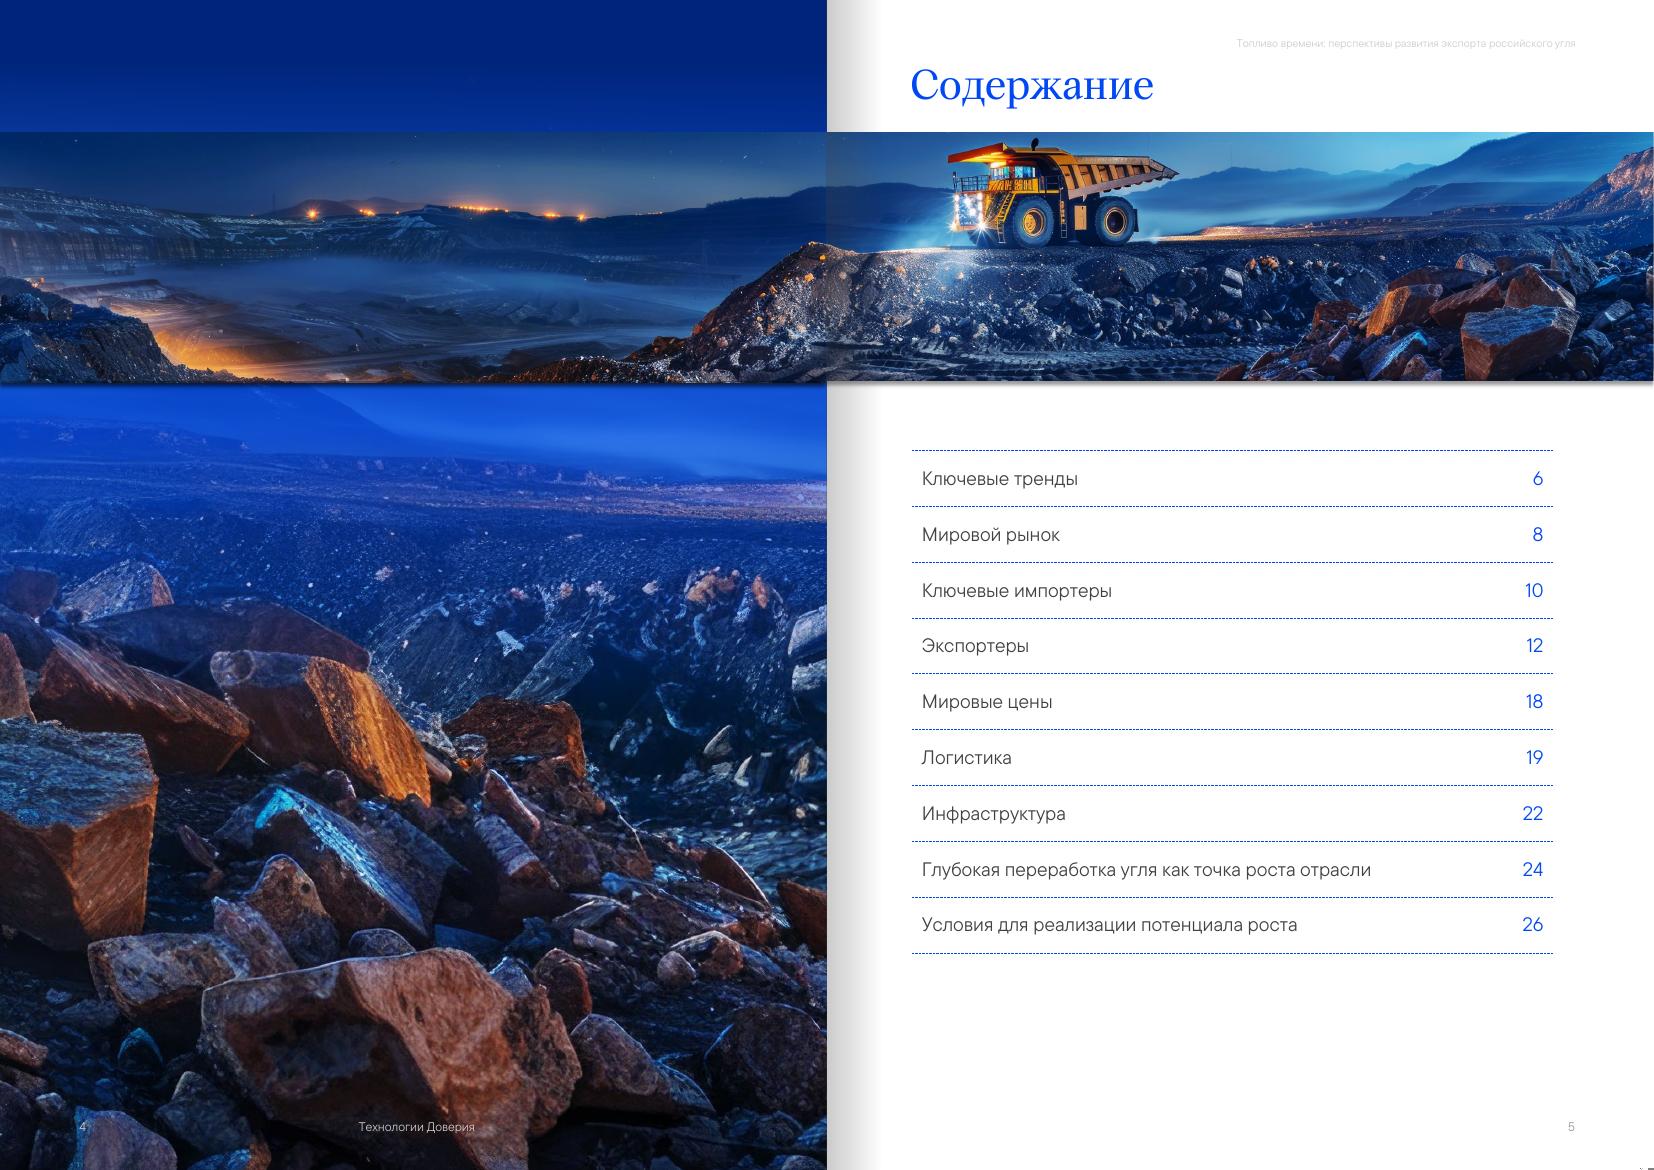 Топливо времени: перспективы развития экспорта российского угля
Содержание
Ключевые тренды 6
Мировой рынок 8
Ключевые импортеры 10
Экспортеры 12
Мировые цены 18
Логистика 19
Инфраструктура 22
Глубокая переработка угля как точка роста отрасли 24
Условия для реализации потенциала роста 26
4
Технологии Доверия
5